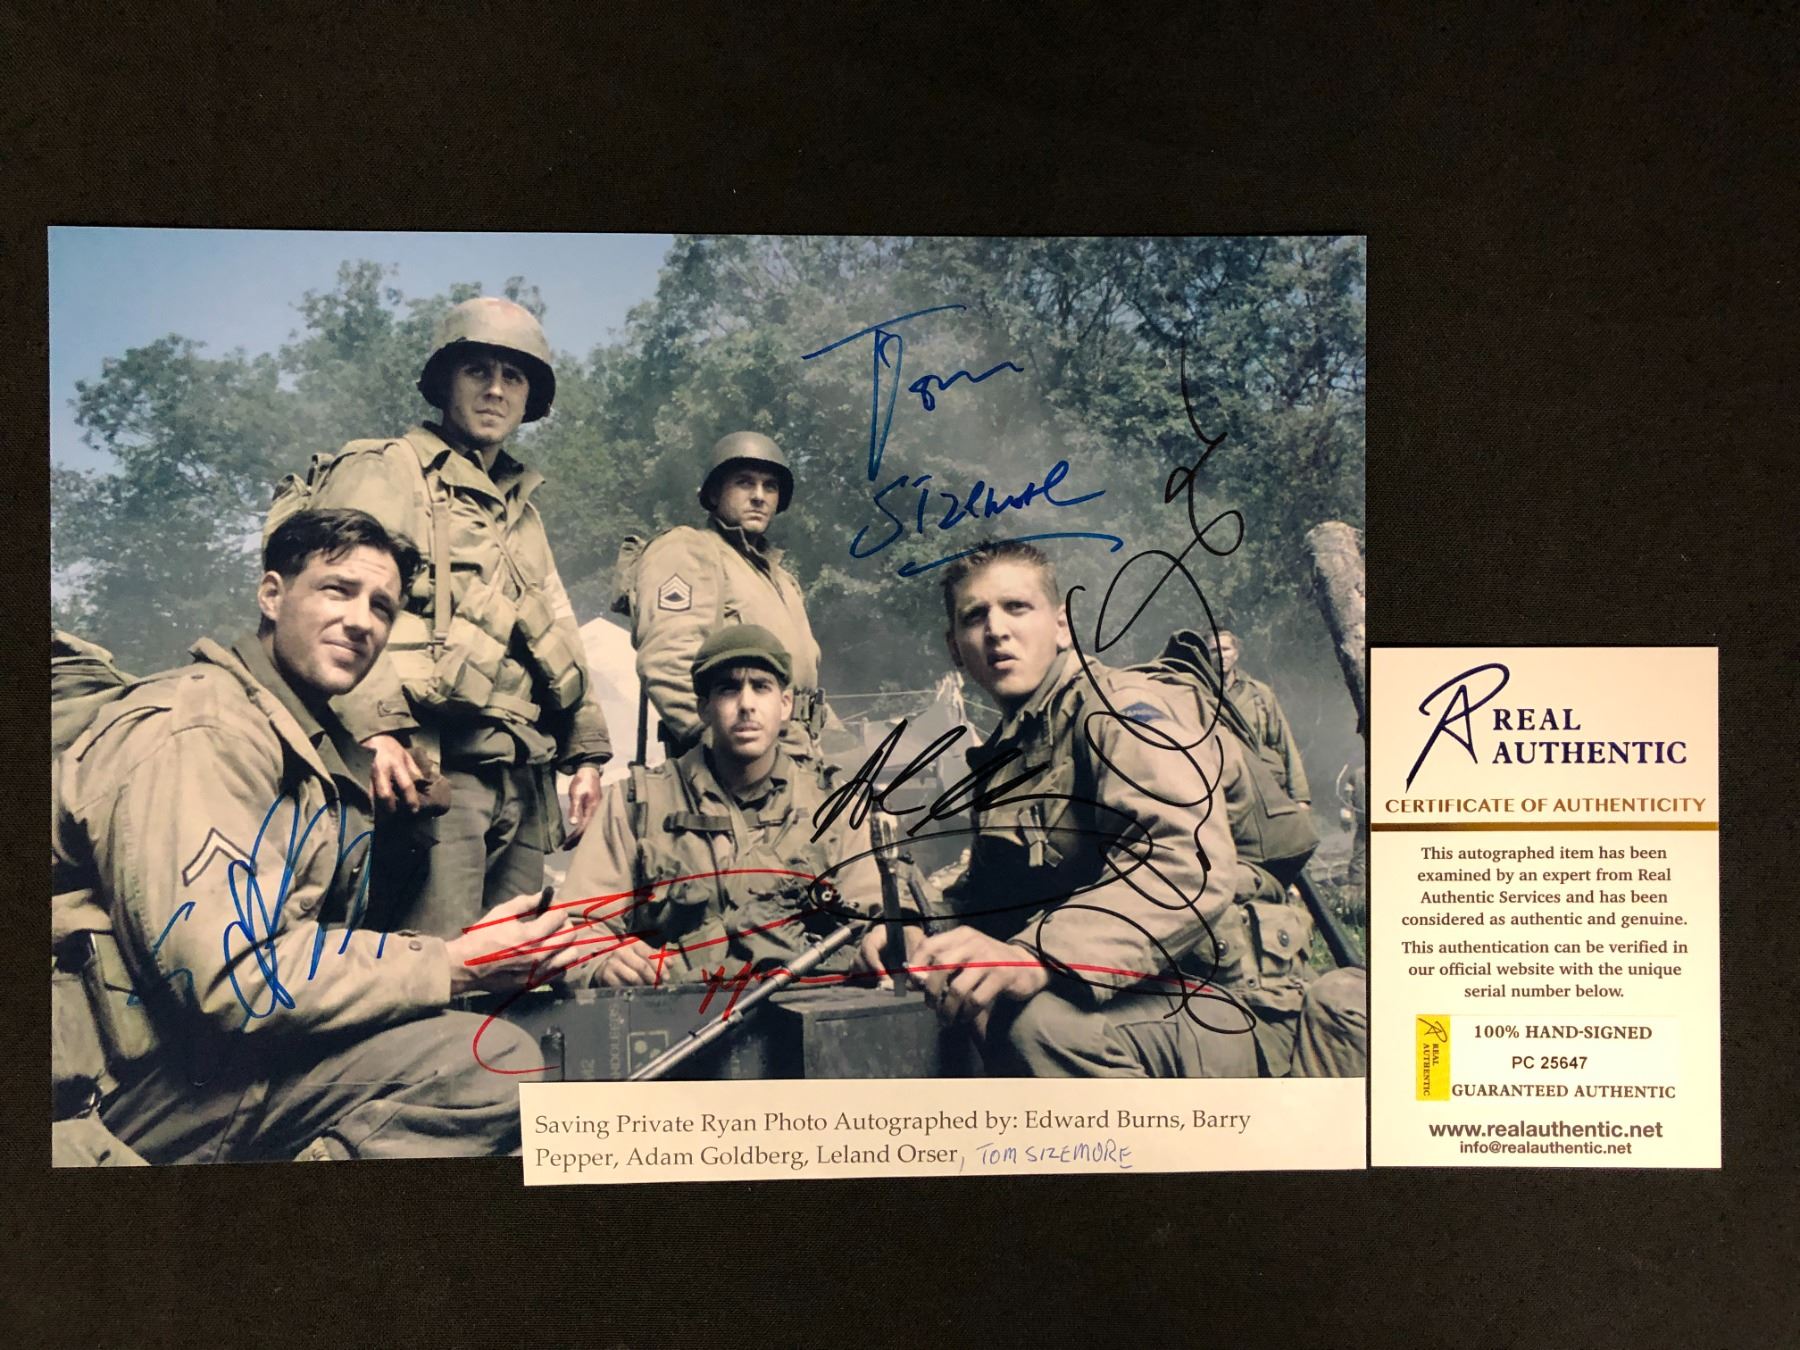 Tom
Sizemore
Saving Private Ryan Photo Autographed by: Edward Burns, Barry
Pepper, Adam Goldberg, Leland Orser, TOM SIZEMORE
REAL
AUTHENTIC
CERTIFICATE OF AUTHENTICITY
This autographed item has been
examined by an expert from Real
Authentic Services and has been
considered as authentic and genuine.
This authentication can be verified in
our official website with the unique
serial number below.
REAL
AUTHENTIC
100% HAND-SIGNED
PC 25647
GUARANTEED AUTHENTIC
www.realauthentic.net
info@realauthentic.net